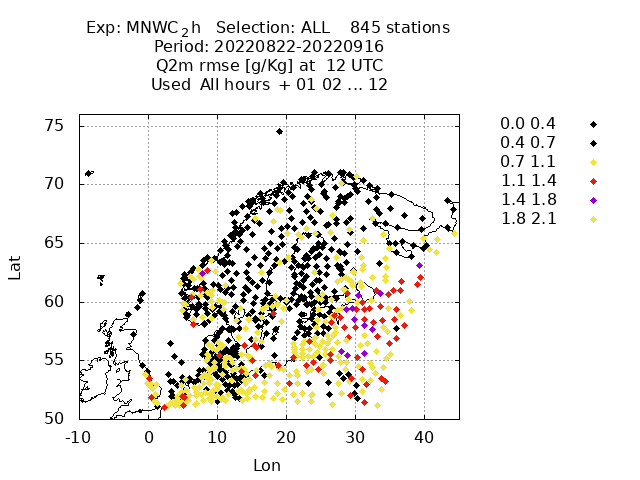 Exp: MNWC2h   Selection: ALL    845 stations
Period: 20220822-20220916
Q2m rmse [g/Kg] at  12 UTC
Used  All hours  + 01 02 ... 12
0.0 0.4
0.4 0.7
0.7 1.1
1.1 1.4
1.4 1.8
1.8 2.1
75
70
65
60
55
50
Lat
-10 0 10 20 30 40
Lon